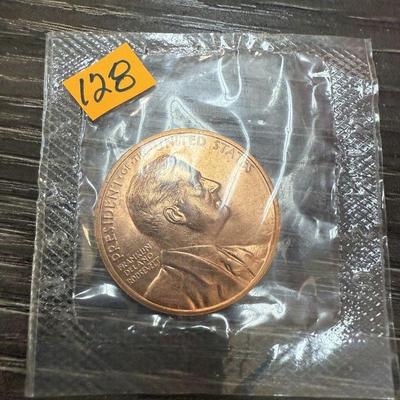 128
PRESIDENT OF THE UNITED STATES
FRANKLIN
DELANO
ROOSEVELT